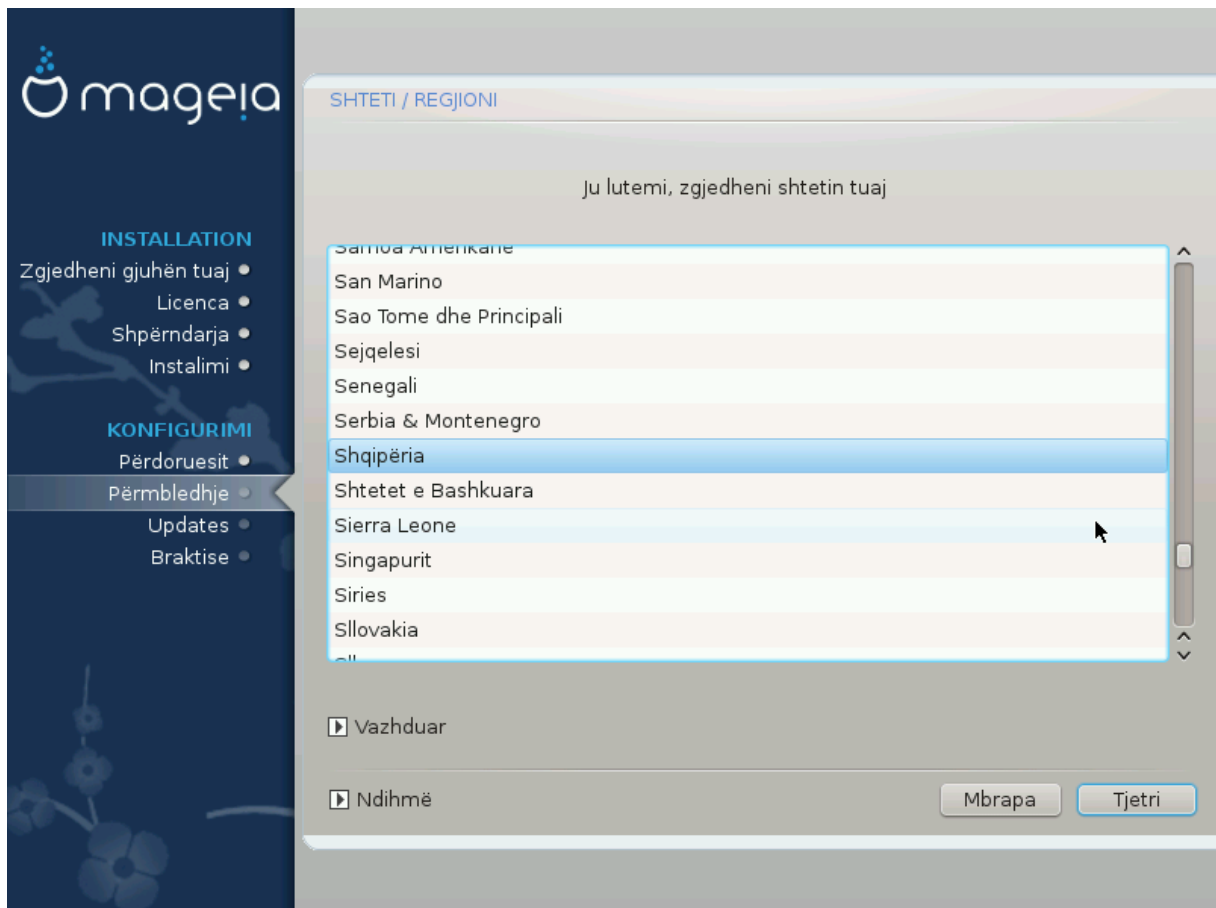 mageia
INSTALLATION
Zgjedheni gjuhën tuaj
Licenca
Shpërndarja
Instalimi
KONFIGURIMI
Përdoruesit
Përmbledhje
Updates
Braktise
SHTETI / REGJIONI
Ju lutemi, zgjedheni shtetin tuaj
Samoa Amerikane
San Marino
Sao Tome dhe Principali
Sejqelesi
Senegali
Serbia & Montenegro
Shqipëria
Shtetet e Bashkuara
Sierra Leone
Singapurit
Siries
Sllovakia
Vazhduar
Ndihmë
Mbrapa
Tjetri